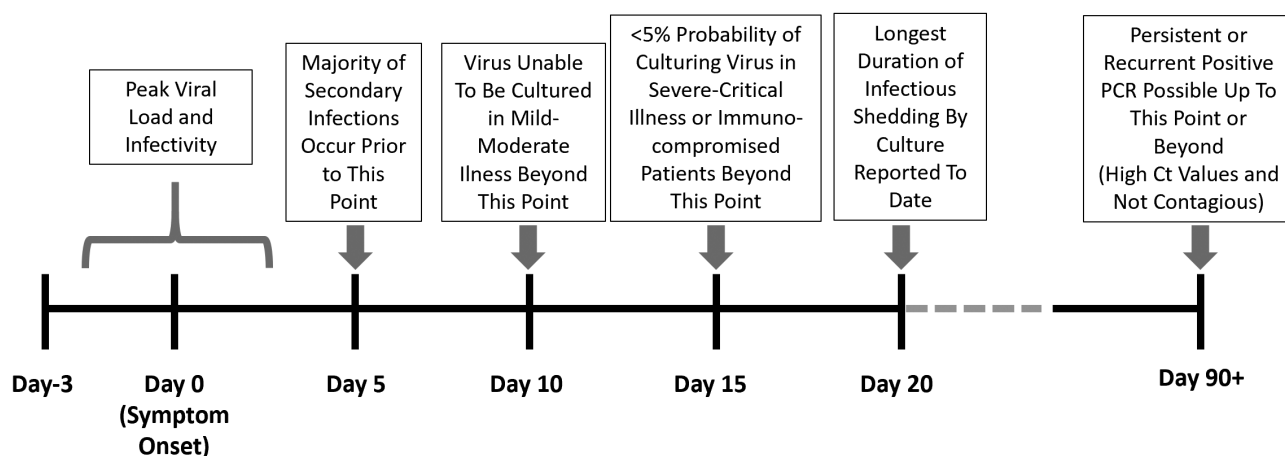 Peak Viral
Load and
Infectivity
Majority of
Secondary
Infections
Occur Prior
to This
Point
Virus Unable
To Be Cultured
in Mild-
Moderate
Illness Beyond
This Point
<5% Probability of
Culturing Virus in
Severe-Critical
Illness or Immuno-
compromised
Patients Beyond
This Point
Longest
Duration of
Infectious
Shedding By
Culture
Reported To
Date
Persistent or
Recurrent Positive
PCR Possible Up To
This Point or
Beyond
(High Ct Values and
Not Contagious)
Day-3
Day 0
(Symptom
Onset)
Day 5
Day 10
Day 15
Day 20
Day 90+